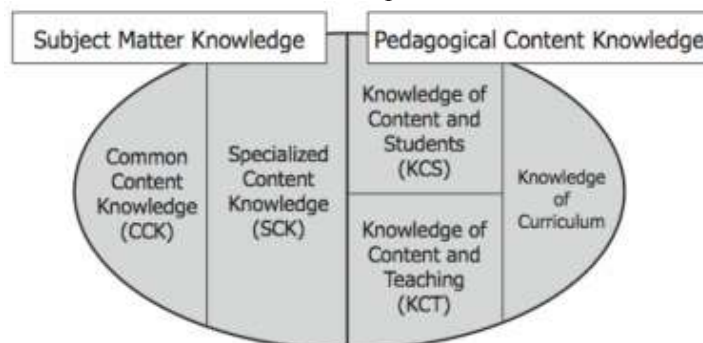 Subject Matter Knowledge
Pedagogical Content Knowledge
Common
Content
Knowledge
(CCK)
Specialized
Content
Knowledge
(SCK)
Knowledge of
Content and
Students
(KCS)
Knowledge of
Content and
Teaching
(KCT)
Knowledge
of
Curriculum